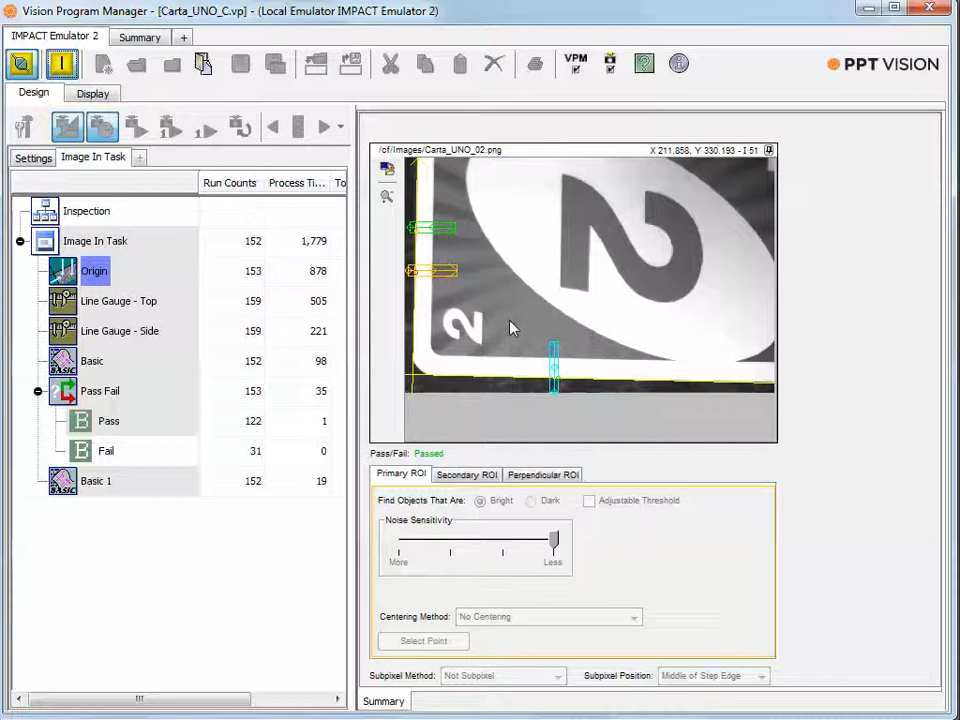 Vision Program Manager - [Carta_UNO_C.vp] - (Local Emulator IMPACT Emulator 2)
IMPACT Emulator 2
Summary
+
VPM
PPT VISION
Design
Display
/cf/Images/Carta_UNO_02.png
X 211.858, Y 330.193 - I 51
Settings
Image In Task
+
Run Counts
Process Ti...
To
Inspection
Image In Task
152
1,779
Origin
153
878
Line Gauge - Top
159
505
Line Gauge - Side
159
221
Basic
152
98
Pass Fail
153
35
Pass
122
1
Fail
31
0
Basic 1
152
19
2
2
Pass/Fail: Passed
Primary ROI
Secondary ROI
Perpendicular ROI
Find Objects That Are:
Bright
Dark
Adjustable Threshold
Noise Sensitivity
More
Less
Centering Method:
No Centering
Select Point
Subpixel Method:
Not Subpixel
Subpixel Position:
Middle of Step Edge
Summary